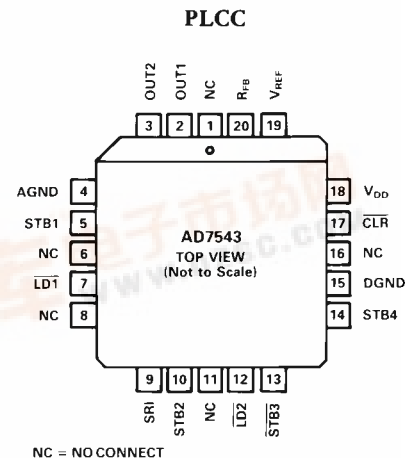 PLCC
OUT2
OUT1
NC
RFB
VREF
3 2 1 20 19
AGND 4
STB1 5
NC 6
LD1 7
NC 8
18 VDD
17 CLR
16 NC
15 DGND
14 STB4
AD7543
TOP VIEW
(Not to Scale)
9 10 11 12 13
SRI
STB2
NC
LD2
STB3
NC = NO CONNECT